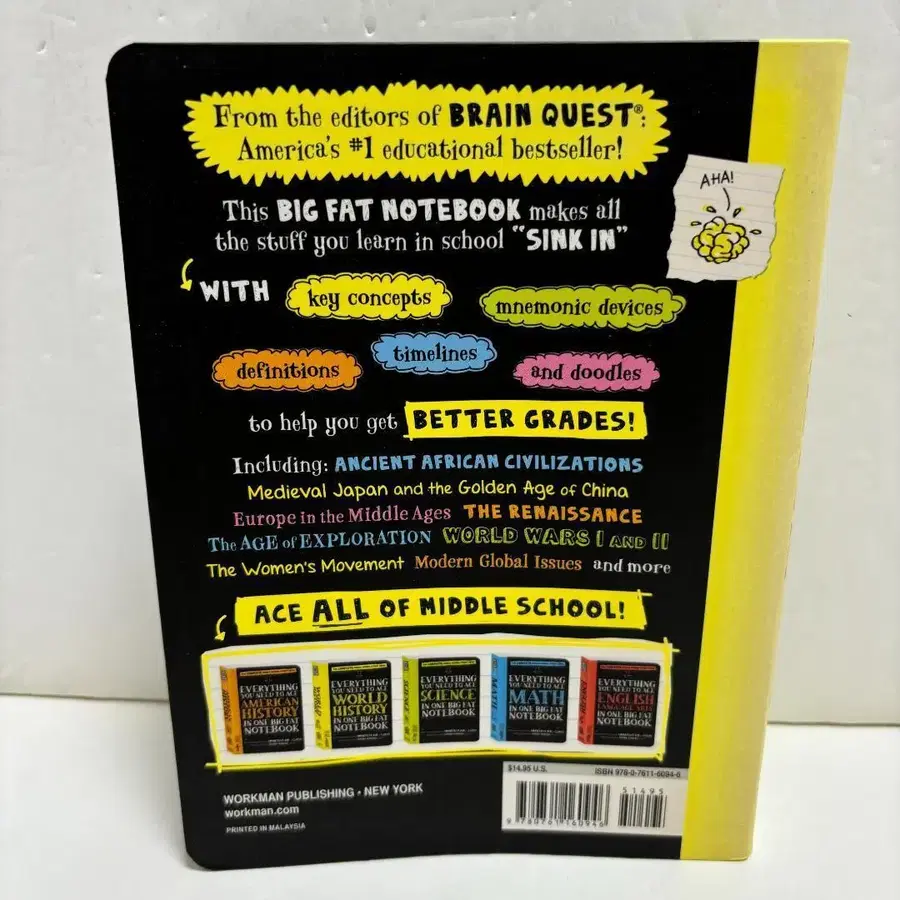 From the editors of BRAIN QUEST®:
America's #1 educational bestseller!
AHA!
This BIG FAT NOTEBOOK makes all
the stuff you learn in school "SINK IN"
WITH key concepts mnemonic devices
definitions timelines and doodles
to help you get BETTER GRADES!
Including: ANCIENT AFRICAN CIVILIZATIONS
Medieval Japan and the Golden Age of China
Europe in the Middle Ages THE RENAISSANCE
The AGE of EXPLORATION WORLD WARS I AND II
The Women's Movement Modern Global Issues and more
ACE ALL OF MIDDLE SCHOOL!
EVERYTHING
YOU NEED TO ACE
AMERICAN
HISTORY
IN ONE BIG FAT
NOTEBOOK
EVERYTHING
YOU NEED TO ACE
WORLD
HISTORY
IN ONE BIG FAT
NOTEBOOK
EVERYTHING
YOU NEED TO ACE
SCIENCE
IN ONE BIG FAT
NOTEBOOK
EVERYTHING
YOU NEED TO ACE
MATH
IN ONE BIG FAT
NOTEBOOK
EVERYTHING
YOU NEED TO ACE
ENGLISH
LANGUAGE ARTS
IN ONE BIG FAT
NOTEBOOK
$14.95 U.S. ISBN 978-0-7611-6094-6
51495
9 780761 160946
WORKMAN PUBLISHING • NEW YORK
workman.com
PRINTED IN MALAYSIA